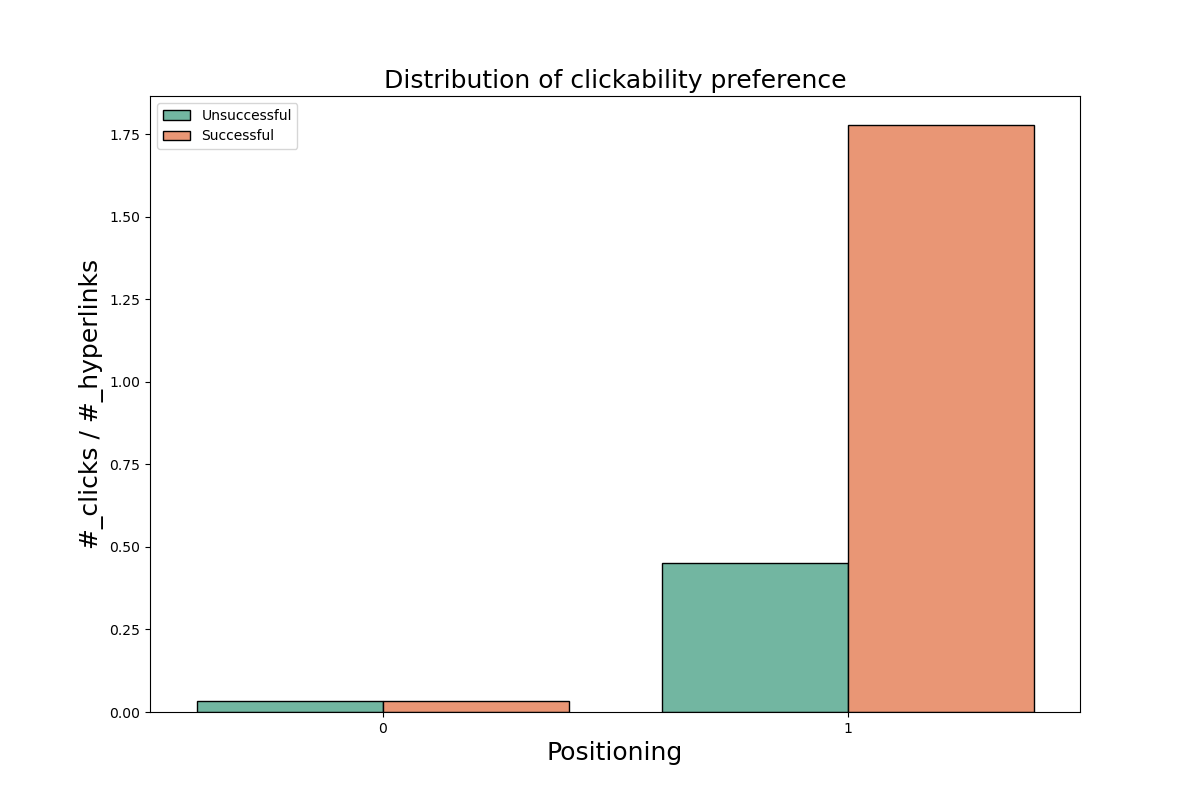 Distribution of clickability preference
Unsuccessful
Successful
1.75
1.50
1.25
1.00
0.75
0.50
0.25
0.00
#_clicks / #_hyperlinks
0
1
Positioning